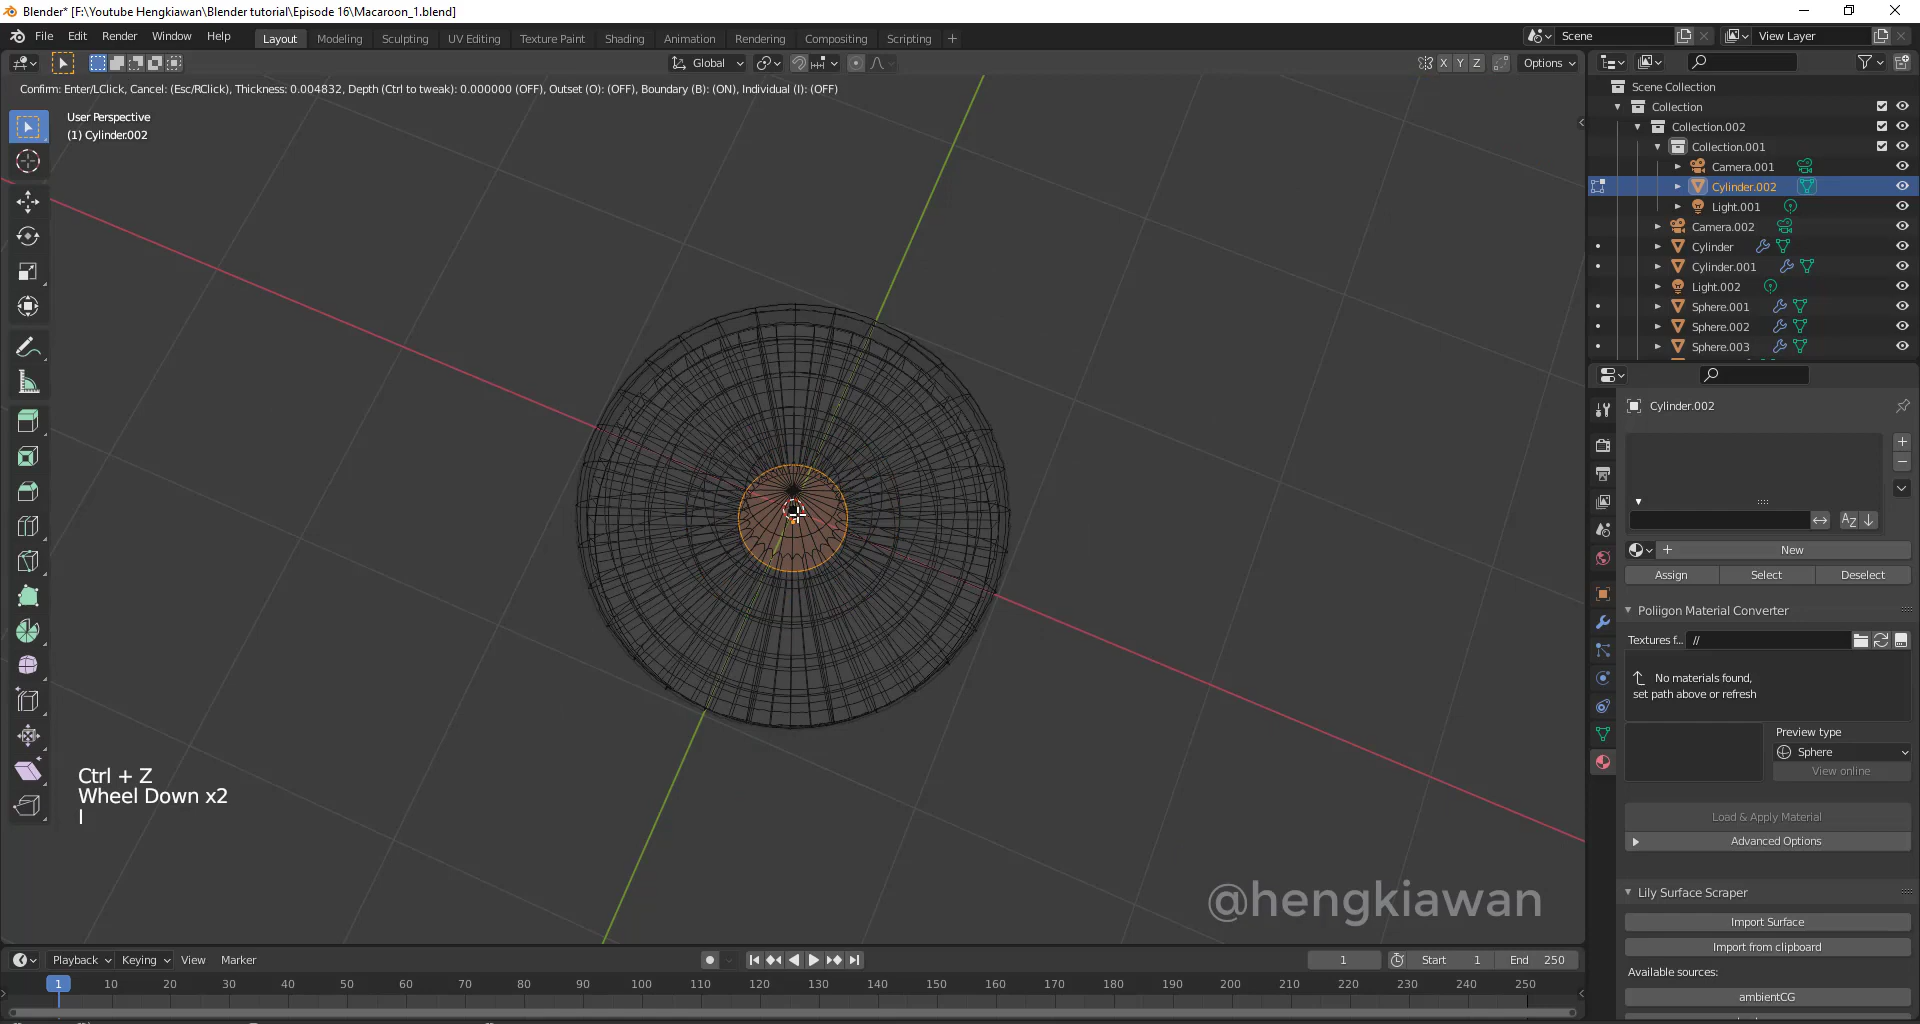 Blender* [F:\Youtube Hengkiawan\Blender tutorial\Episode 16\Macaroon_1.blend]
File Edit Render Window Help Layout Modeling Sculpting UV Editing Texture Paint Shading Animation Rendering Compositing Scripting + Scene View Layer
Global X Y Z Options
Confirm: Enter/LClick, Cancel: (Esc/RClick), Thickness: 0.004832, Depth (Ctrl to tweak): 0.000000 (OFF), Outset (O): (OFF), Boundary (B): (ON), Individual (I): (OFF)
User Perspective
(1) Cylinder.002
Scene Collection
Collection
Collection.002
Collection.001
Camera.001
Cylinder.002
Light.001
Camera.002
Cylinder
Cylinder.001
Light.002
Sphere.001
Sphere.002
Sphere.003
Cylinder.002
New
Assign Select Deselect
Poliigon Material Converter
Textures f... //
No materials found,
set path above or refresh
Preview type
Sphere
View online
Load & Apply Material
Advanced Options
Lily Surface Scraper
Import Surface
Import from clipboard
Available sources:
ambientCG
Ctrl + Z
Wheel Down x2
I
@hengkiawan
Playback Keying View Marker 1 Start 1 End 250
1 10 20 30 40 50 60 70 80 90 100 110 120 130 140 150 160 170 180 190 200 210 220 230 240 250